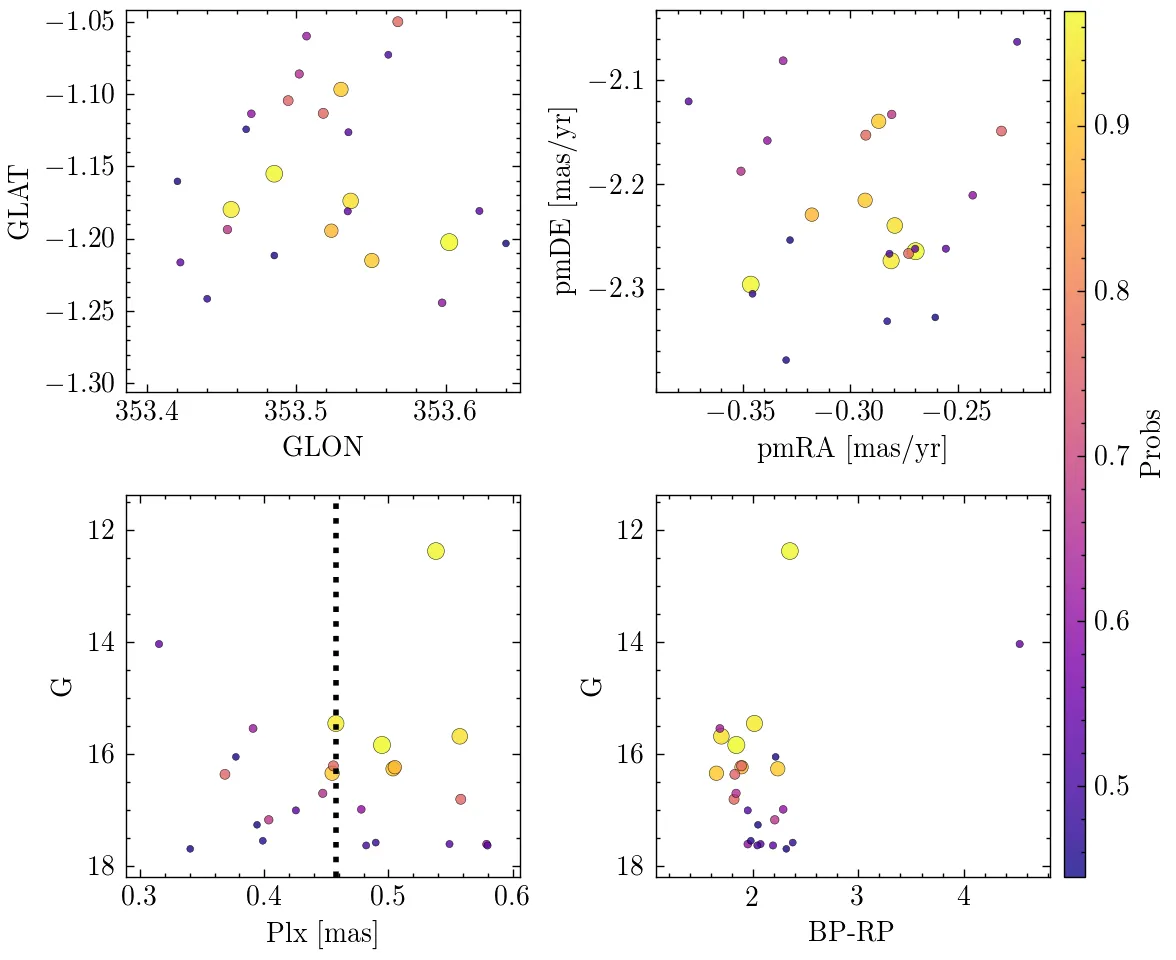 −1.05
−1.10
−1.15
−1.20
−1.25
−1.30
GLAT
353.4 353.5 353.6
GLON
−2.1
−2.2
−2.3
pmDE [mas/yr]
−0.35 −0.30 −0.25
pmRA [mas/yr]
12
14
16
18
G
0.3 0.4 0.5 0.6
Plx [mas]
12
14
16
18
G
2 3 4
BP-RP
0.9
0.8
0.7
0.6
0.5
Probs